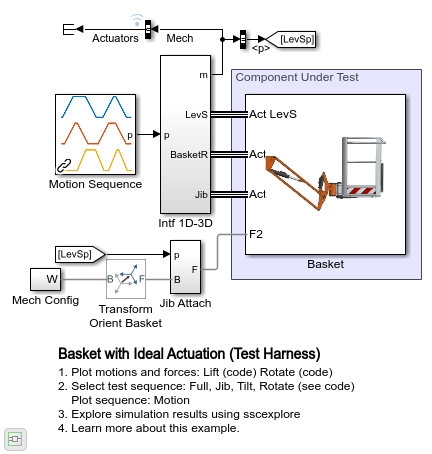 Actuators
Mech
[LevSp]
<p>
m
Component Under Test
LevS
Act LevS
p
p
BasketR
Act
Motion Sequence
Jib
Act
Intf 1D-3D
F2
[LevSp]
p
Basket
F
W
B
F
B
Mech Config
Transform
Orient Basket
Jib Attach
Basket with Ideal Actuation (Test Harness)
1. Plot motions and forces: Lift (code) Rotate (code)
2. Select test sequence: Full, Jib, Tilt, Rotate (see code)
Plot sequence: Motion
3. Explore simulation results using sscexplore
4. Learn more about this example.